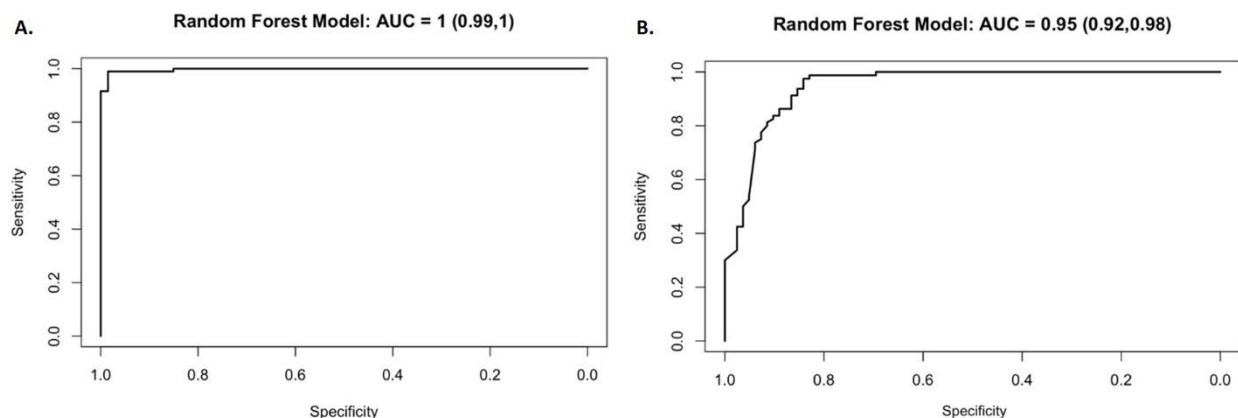 A.
Random Forest Model: AUC = 1 (0.99,1)
Sensitivity
1.0
0.8
0.6
0.4
0.2
0.0
1.0 0.8 0.6 0.4 0.2 0.0
Specificity
B.
Random Forest Model: AUC = 0.95 (0.92,0.98)
Sensitivity
1.0
0.8
0.6
0.4
0.2
0.0
1.0 0.8 0.6 0.4 0.2 0.0
Specificity